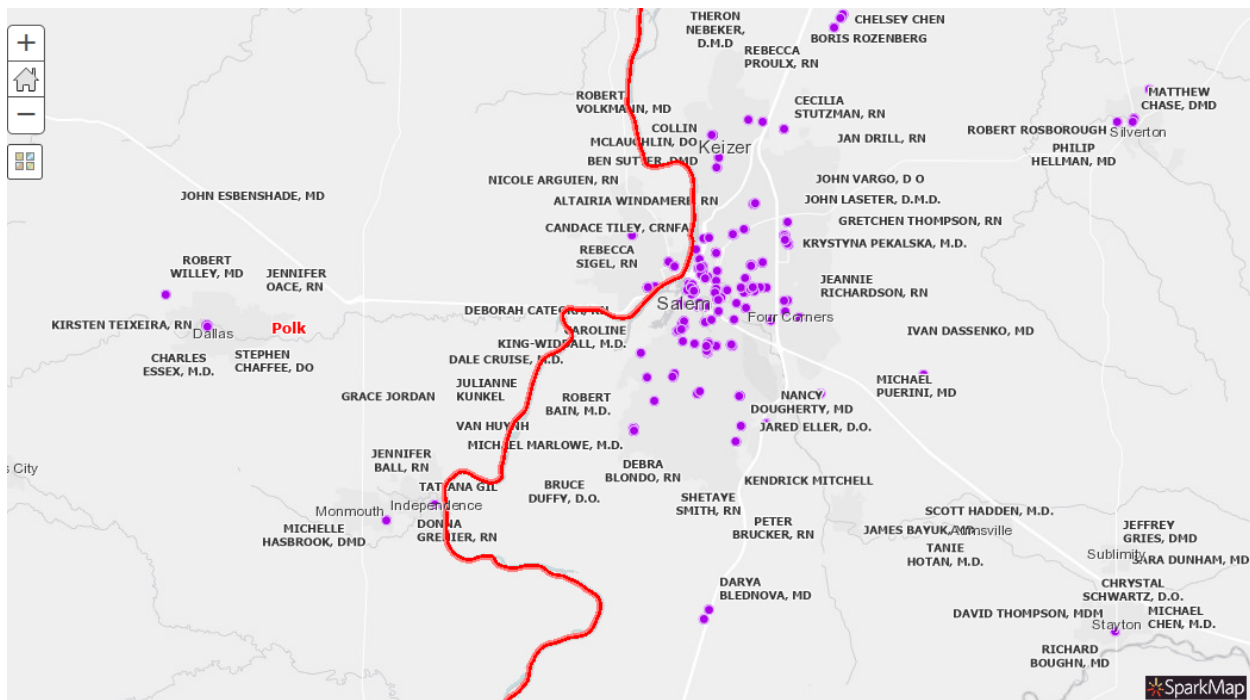 THERON
NEBEKER,
D.M.D
CHELSEY CHEN
BORIS ROZENBERG
REBECCA
PROULX, RN
ROBERT
VOLKMANN, MD
CECILIA
STUTZMAN, RN
MATTHEW
CHASE, DMD
COLLIN
MCLAUGHLIN, DO
Keizer
JAN DRILL, RN
ROBERT ROSBOROUGH
Silverton
PHILIP
HELLMAN, MD
BEN SUTTER, DMD
NICOLE ARGUIEN, RN
JOHN VARGO, D O
JOHN ESBENSHADE, MD
ALTAIRIA WINDAMERE, RN
JOHN LASETER, D.M.D.
CANDACE TILEY, CRNFA
GRETCHEN THOMPSON, RN
KRYSTYNA PEKALSKA, M.D.
REBECCA
SIGEL, RN
ROBERT
WILLEY, MD
JENNIFER
OACE, RN
JEANNIE
RICHARDSON, RN
Salem
DEBORAH RN
Four Corners
KIRSTEN TEIXEIRA, RN
Dallas
Polk
CAROLINE
M.D.
IVAN DASSENKO, MD
CHARLES
ESSEX, M.D.
STEPHEN
CHAFFEE, DO
DALE CRUISE, M.D.
JULIANNE
KUNKEL
MICHAEL
PUERINI, MD
GRACE JORDAN
ROBERT
BAIN, M.D.
NANCY
DOUGHERTY, MD
VAN HUYNH
JARED ELLER, D.O.
MICHAEL MARLOWE, M.D.
JENNIFER
BALL, RN
s City
DEBRA
BLONDO, RN
TATIANA GIL
BRUCE
DUFFY, D.O.
KENDRICK MITCHELL
Independence
Monmouth
SHETAYE
SMITH, RN
SCOTT HADDEN, M.D.
MICHELLE
HASBROOK, DMD
DONNA
GRENIER, RN
PETER
BRUCKER, RN
JAMES BAYUK, MD
Aumsville
JEFFREY
GRIES, DMD
TANIE
HOTAN, M.D.
Sublimity
SARA DUNHAM, MD
DARYA
BLEDNOVA, MD
CHRYSTAL
SCHWARTZ, D.O.
DAVID THOMPSON, MDM
MICHAEL
CHEN, M.D.
Stayton
RICHARD
BOUGHN, MD
SparkMap